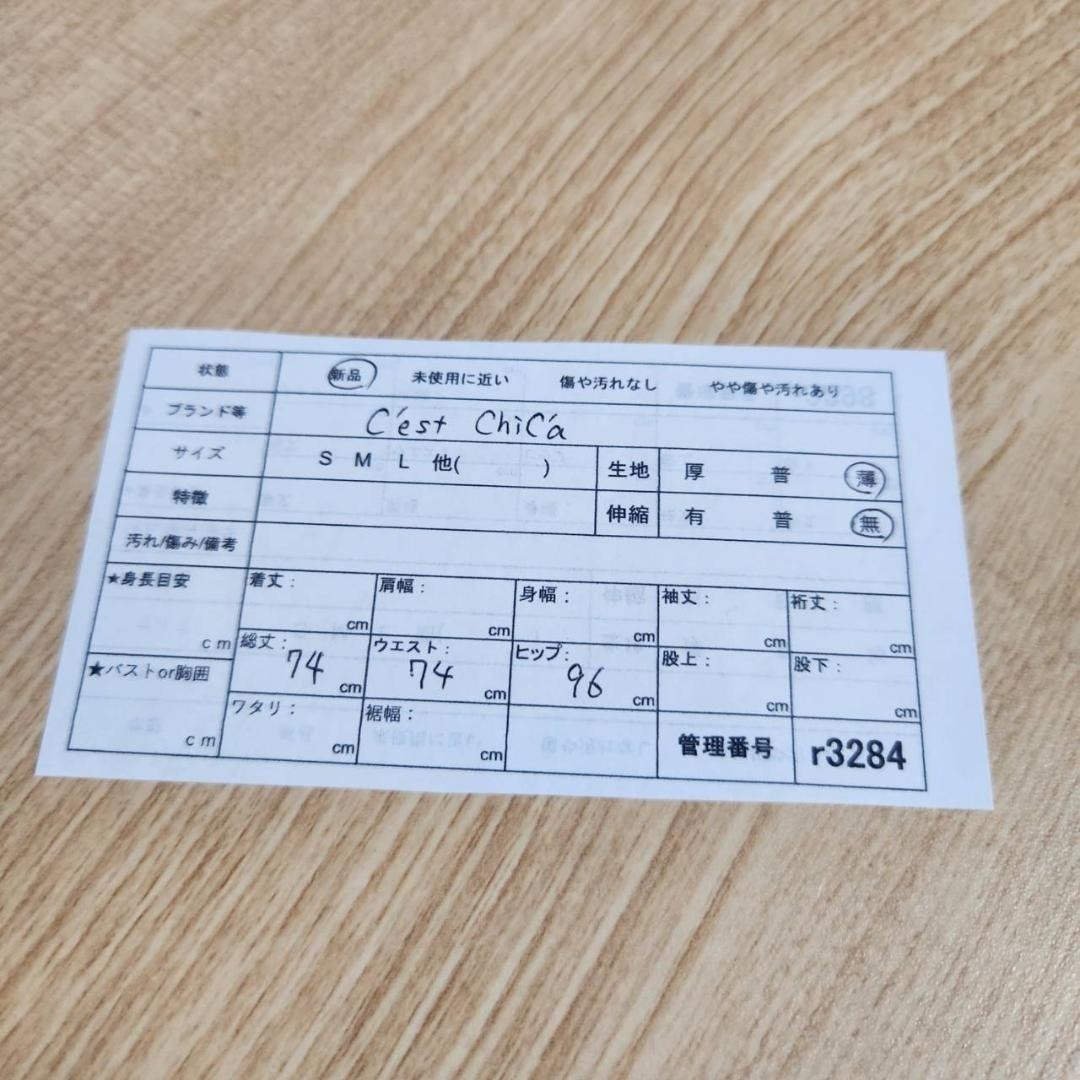 状態 新品 未使用に近い 傷や汚れなし やや傷や汚れあり
ブランド等 C'est ChiCa
サイズ S M L 他( ) 生地 厚 普 薄
特徴 伸縮 有 普 無
汚れ/傷み/備考
★身長目安 cm 着丈: cm 肩幅: cm 身幅: cm 袖丈: cm 裄丈: cm
総丈: 74 cm ウエスト: 74 cm ヒップ: 96 cm 股上: cm 股下: cm
★バストor胸囲 cm ワタリ: cm 裾幅: cm 管理番号 r3284